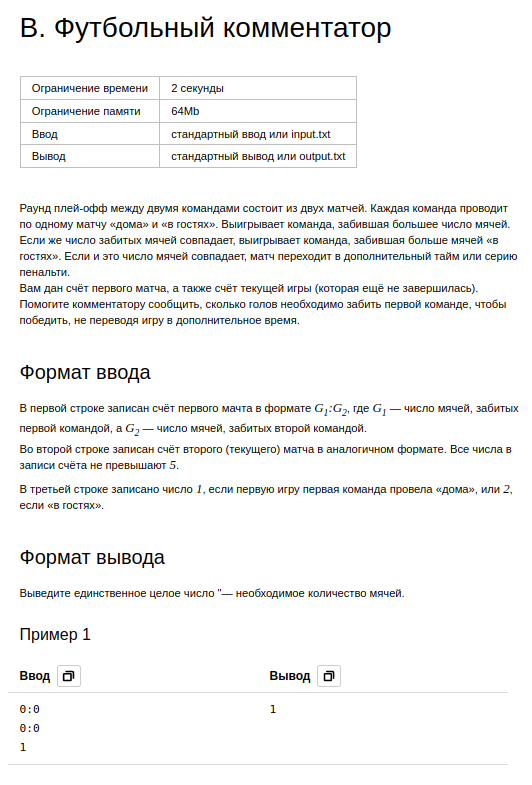 B. Футбольный комментатор
Ограничение времени 2 секунды
Ограничение памяти 64Mb
Ввод стандартный ввод или input.txt
Вывод стандартный вывод или output.txt
Раунд плей-офф между двумя командами состоит из двух матчей. Каждая команда проводит
по одному матчу «дома» и «в гостях». Выигрывает команда, забившая большее число мячей.
Если же число забитых мячей совпадает, выигрывает команда, забившая больше мячей «в
гостях». Если и это число мячей совпадает, матч переходит в дополнительный тайм или серию
пенальти.
Вам дан счёт первого матча, а также счёт текущей игры (которая ещё не завершилась).
Помогите комментатору сообщить, сколько голов необходимо забить первой команде, чтобы
победить, не переводя игру в дополнительное время.
Формат ввода
В первой строке записан счёт первого мачта в формате G1:G2, где G1 — число мячей, забитых
первой командой, а G2 — число мячей, забитых второй командой.
Во второй строке записан счёт второго (текущего) матча в аналогичном формате. Все числа в
записи счёта не превышают 5.
В третьей строке записано число 1, если первую игру первая команда провела «дома», или 2,
если «в гостях».
Формат вывода
Выведите единственное целое число "— необходимое количество мячей.
Пример 1
Ввод Вывод
0:0 1
0:0
1